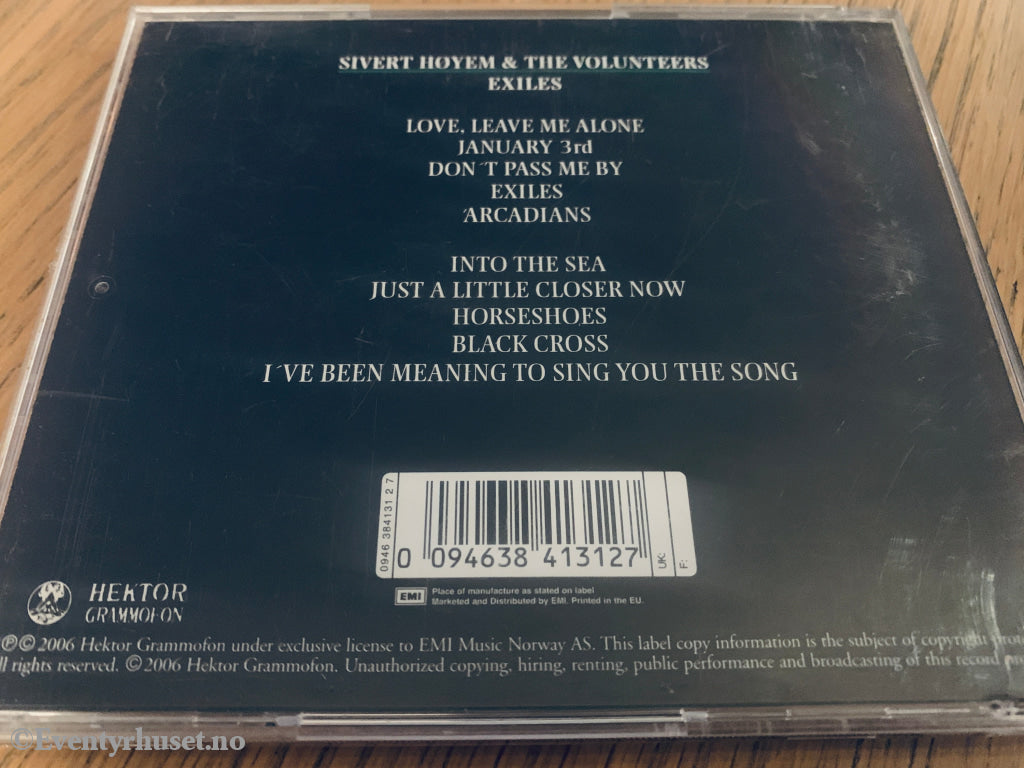 SIVERT HØYEM & THE VOLUNTEERS
EXILES
LOVE, LEAVE ME ALONE
JANUARY 3rd
DON´T PASS ME BY
EXILES
ARCADIANS
INTO THE SEA
JUST A LITTLE CLOSER NOW
HORSESHOES
BLACK CROSS
I´VE BEEN MEANING TO SING YOU THE SONG
0946 384131 2 7
0 094638 413127
UK:
F:
EMI
Place of manufacture as stated on label
Marketed and Distributed by EMI. Printed in the EU.
HEKTOR
GRAMMOFON
℗© 2006 Hektor Grammofon under exclusive license to EMI Music Norway AS. This label copy information is the subject of copyright
rights reserved. © 2006 Hektor Grammofon. Unauthorized copying, hiring, renting, public performance and broadcasting of this record
©Eventyrhuset.no